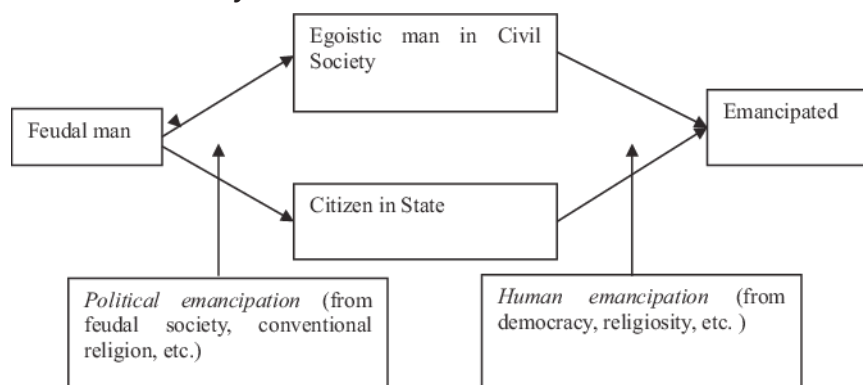 Egoistic man in Civil
Society
Feudal man
Emancipated
Citizen in State
Political emancipation (from
feudal society, conventional
religion, etc.)
Human emancipation (from
democracy, religiosity, etc. )